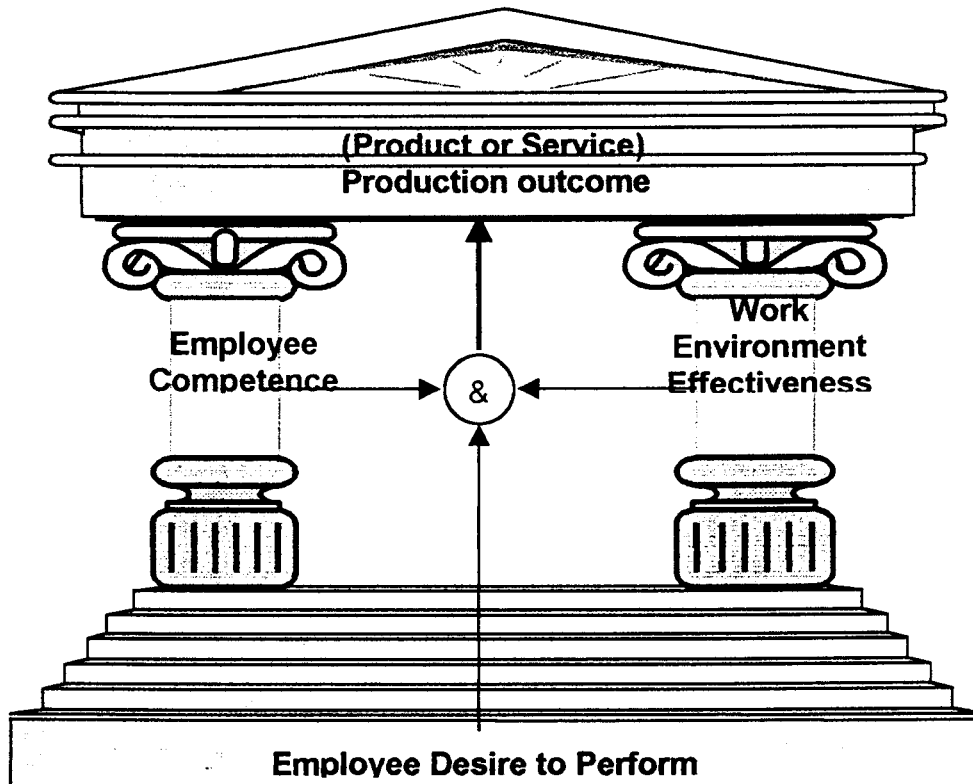 (Product or Service)
Production outcome
Employee
Competence
&
Work
Environment
Effectiveness
Employee Desire to Perform